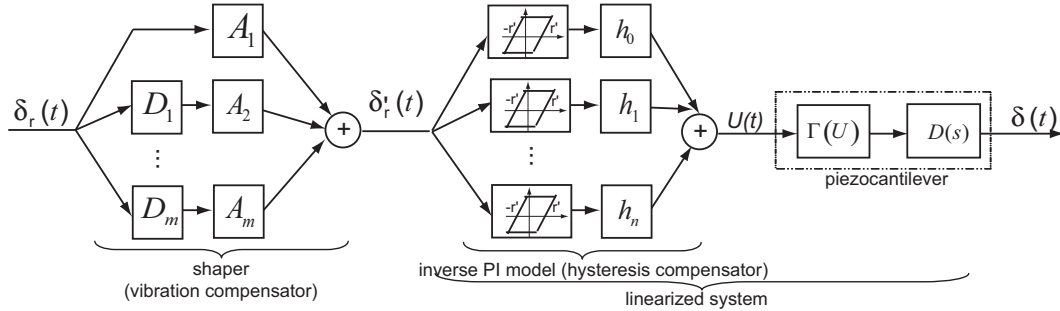 δr(t)
A1
D1
A2
⋮
Dm
Am
+
δ'r(t)
-r' r'
h0
-r' r'
h1
⋮
-r' r'
hn
+
U(t)
Γ(U)
D(s)
δ(t)
piezocantilever
shaper
(vibration compensator)
inverse PI model (hysteresis compensator)
linearized system